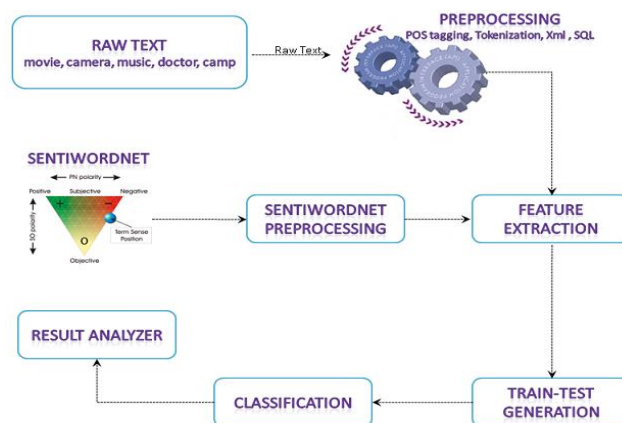 RAW TEXT
movie, camera, music, doctor, camp
Raw Text
PREPROCESSING
POS tagging, Tokenization, Xml , SQL
SENTIWORDNET
PN polarity
Positive Subjective Negative
SO polarity
+
–
O
Term Sense
Position
Objective
SENTIWORDNET
PREPROCESSING
FEATURE
EXTRACTION
RESULT ANALYZER
CLASSIFICATION
TRAIN-TEST
GENERATION